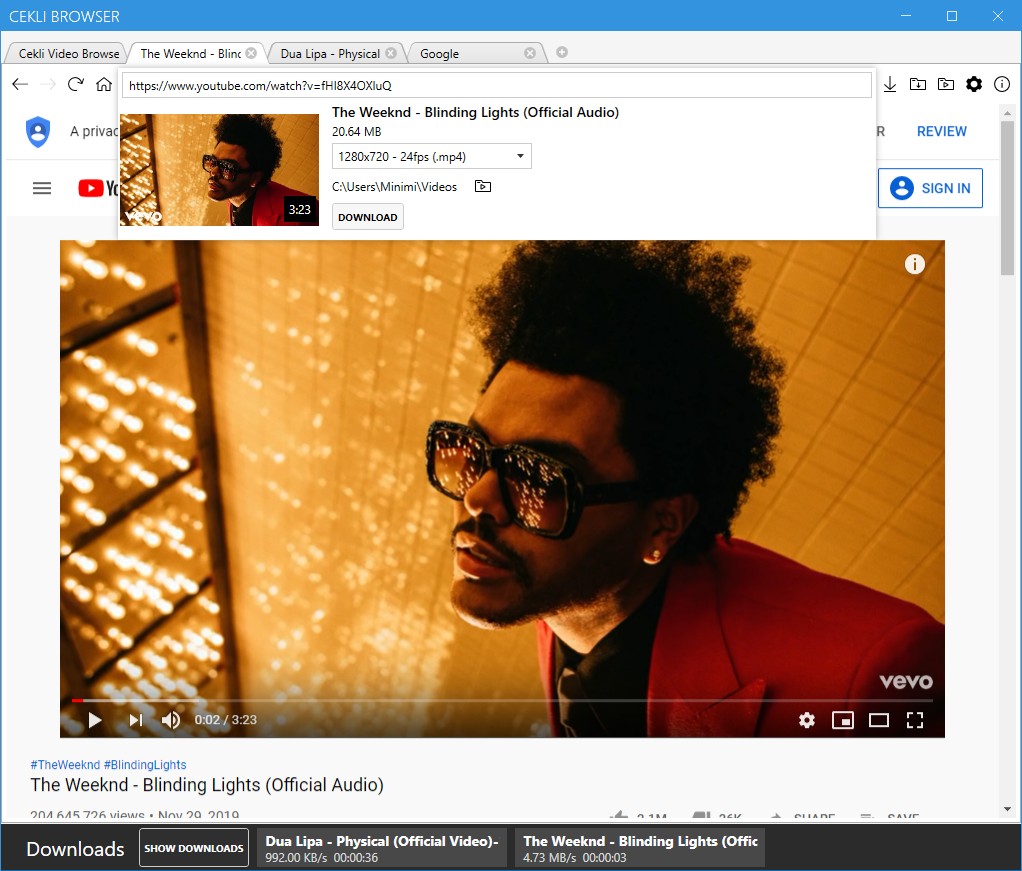 CEKLI BROWSER
Cekli Video Browse
The Weeknd - Blinc
Dua Lipa - Physical
Google
https://www.youtube.com/watch?v=fHI8X4OXluQ
The Weeknd - Blinding Lights (Official Audio)
20.64 MB
1280x720 - 24fps (.mp4)
C:\Users\Minimi\Videos
DOWNLOAD
vevo
3:23
A privac
R
REVIEW
SIGN IN
vevo
0:02 / 3:23
#TheWeeknd #BlindingLights
The Weeknd - Blinding Lights (Official Audio)
204,645,726 views • Nov 29, 2019
2.1M
26K
SHARE
SAVE
Downloads
SHOW DOWNLOADS
Dua Lipa - Physical (Official Video)-
992.00 KB/s 00:00:36
The Weeknd - Blinding Lights (Offic
4.73 MB/s 00:00:03